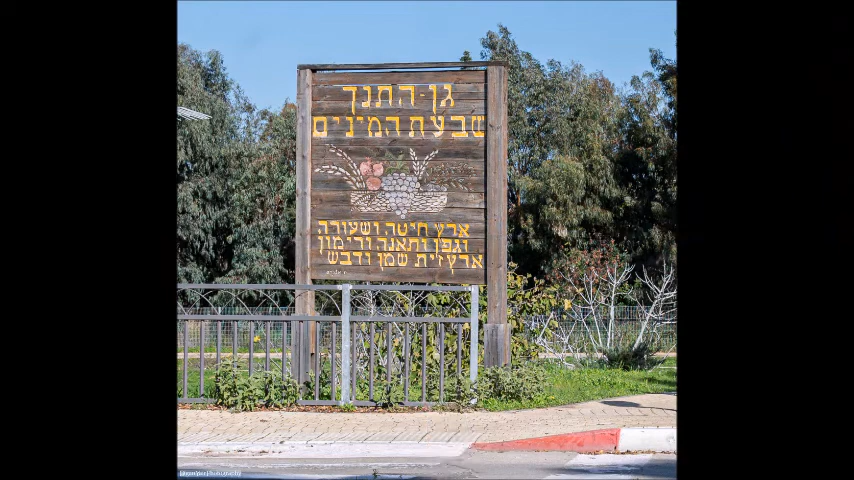 גן-התנך
שבעת המינים
ארץ חיטה ושעורה
וגפן ותאנה ורימון
ארץ זית שמן ודבש